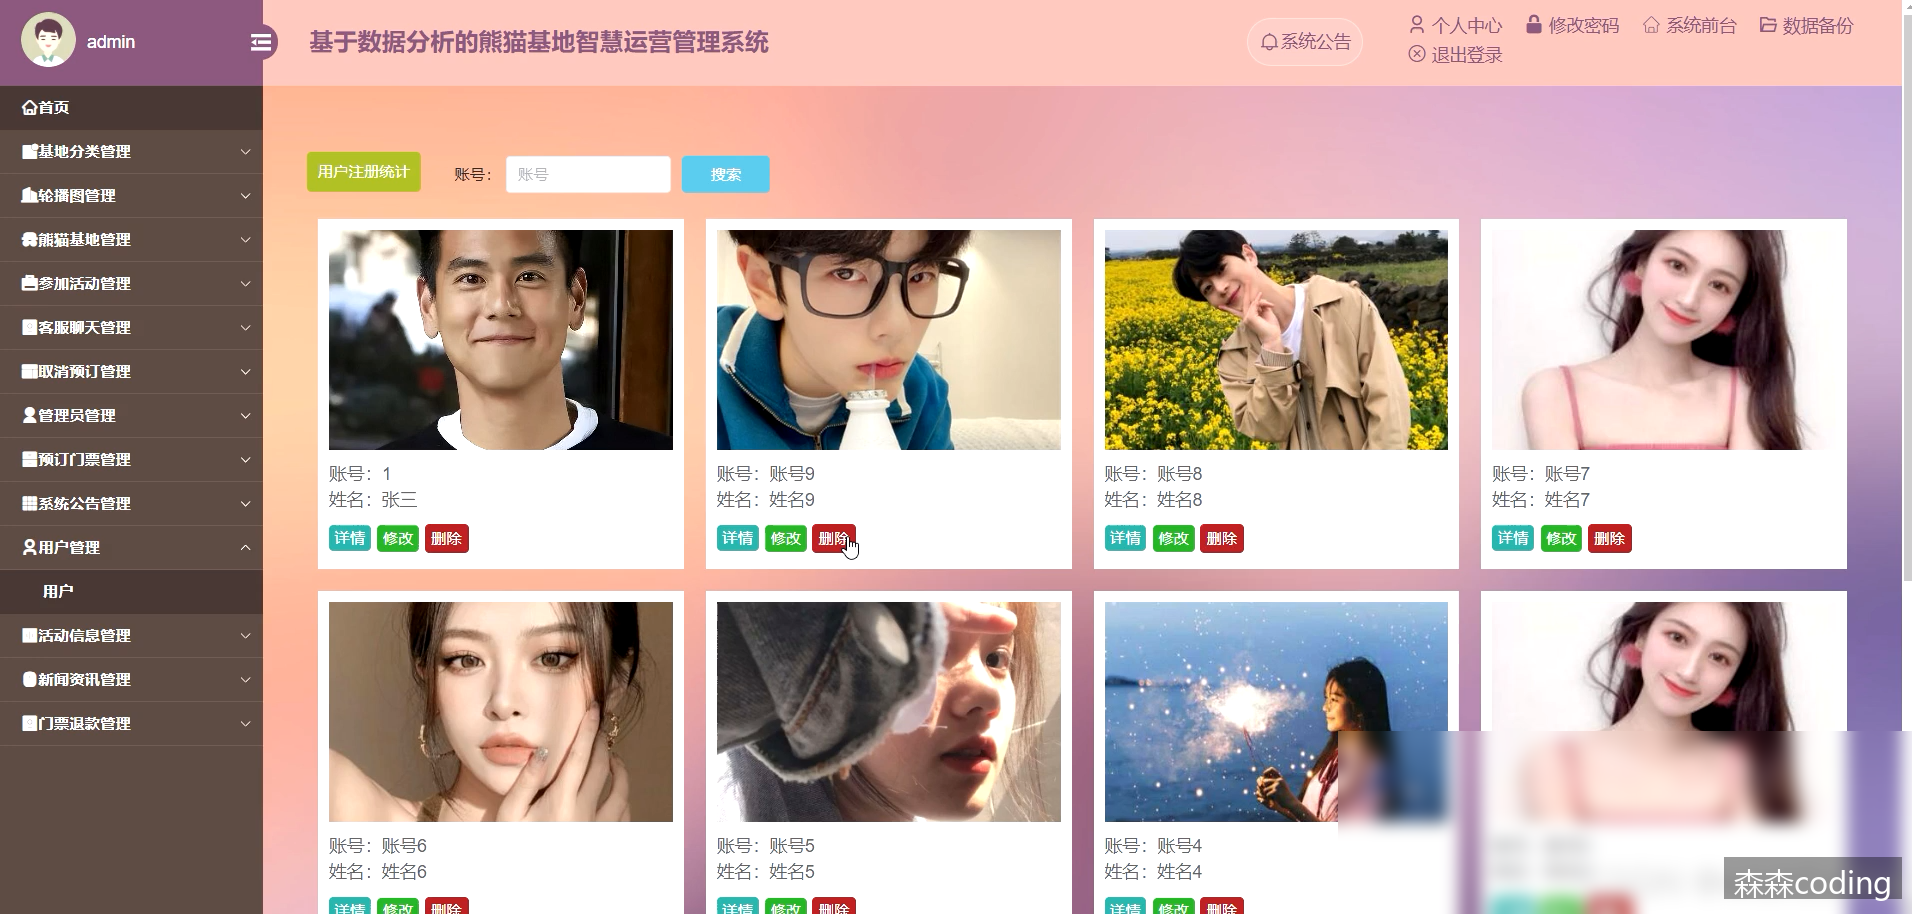 admin
基于数据分析的熊猫基地智慧运营管理系统
系统公告
个人中心
修改密码
系统前台
数据备份
退出登录
首页
基地分类管理
轮播图管理
熊猫基地管理
参加活动管理
客服聊天管理
取消预订管理
管理员管理
预订门票管理
系统公告管理
用户管理
用户
活动信息管理
新闻资讯管理
门票退款管理
用户注册统计
账号：
账号
搜索
账号：1
姓名：张三
详情 修改 删除
账号：账号9
姓名：姓名9
详情 修改 删除
账号：账号8
姓名：姓名8
详情 修改 删除
账号：账号7
姓名：姓名7
详情 修改 删除
账号：账号6
姓名：姓名6
详情 修改 删除
账号：账号5
姓名：姓名5
详情 修改 删除
账号：账号4
姓名：姓名4
详情 修改 删除
森森coding